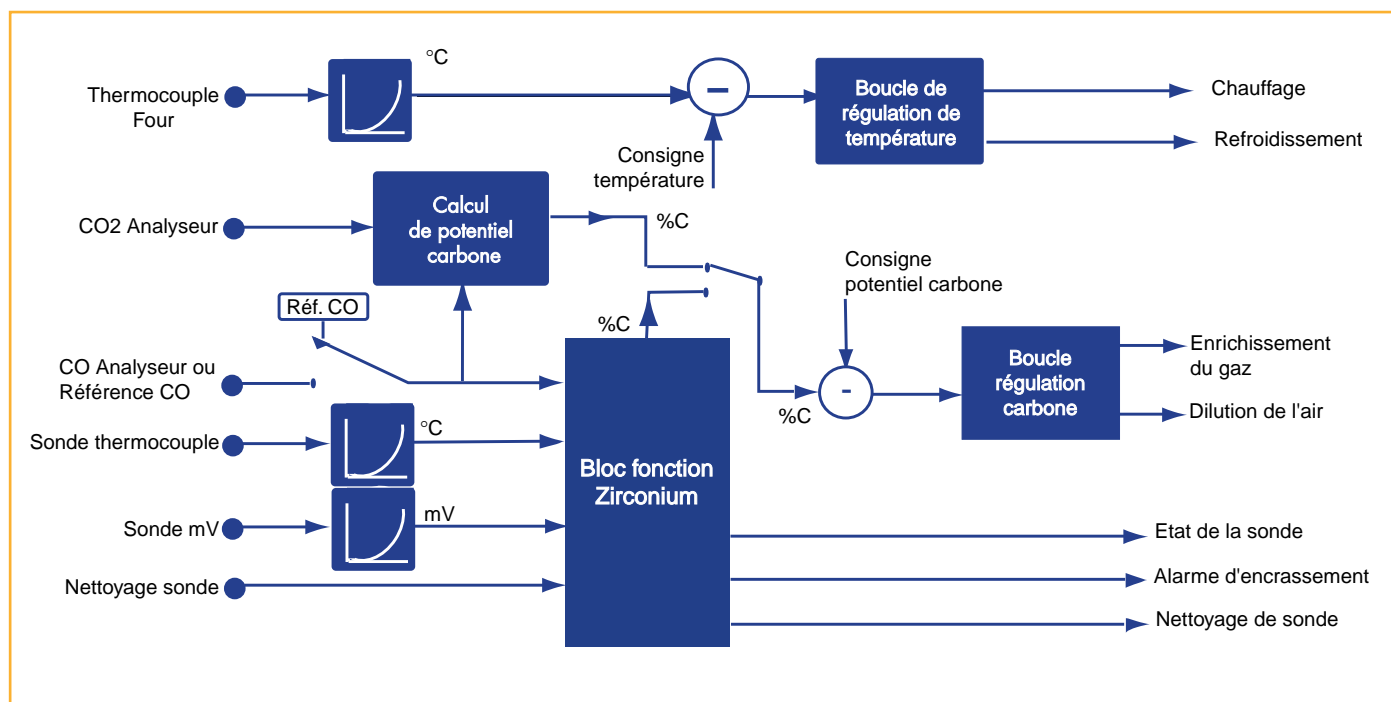 °C
Thermocouple
Four
Boucle de
régulation de
température
Chauffage
Refroidissement
Consigne
température
CO2 Analyseur
Calcul
de potentiel
carbone
%C
Consigne
potentiel carbone
Réf. CO
%C
CO Analyseur ou
Référence CO
%C
Boucle
régulation
carbone
Enrichissement
du gaz
Dilution de l'air
Sonde thermocouple
°C
Bloc fonction
Zirconium
Sonde mV
mV
Nettoyage sonde
Etat de la sonde
Alarme d'encrassement
Nettoyage de sonde